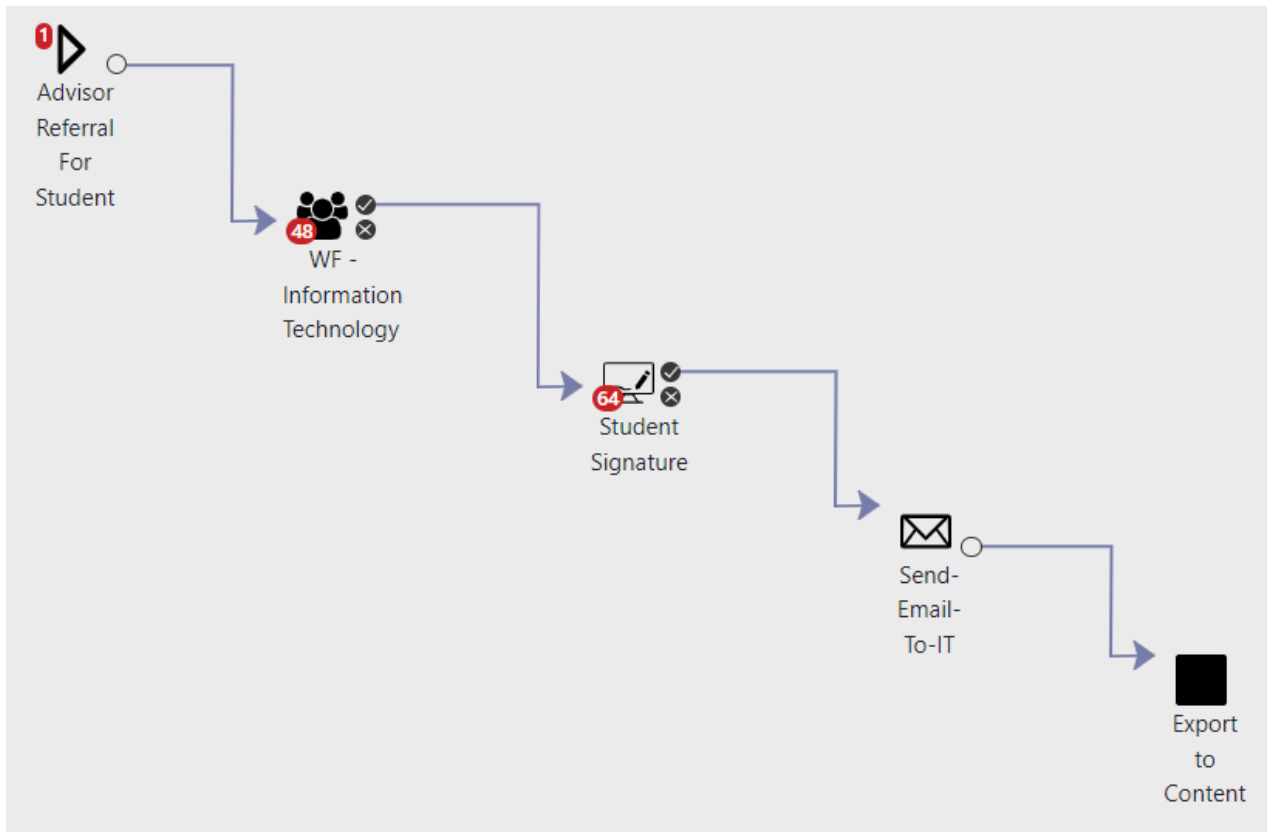 1
Advisor
Referral
For
Student
48
WF -
Information
Technology
64
Student
Signature
Send-
Email-
To-IT
Export
to
Content